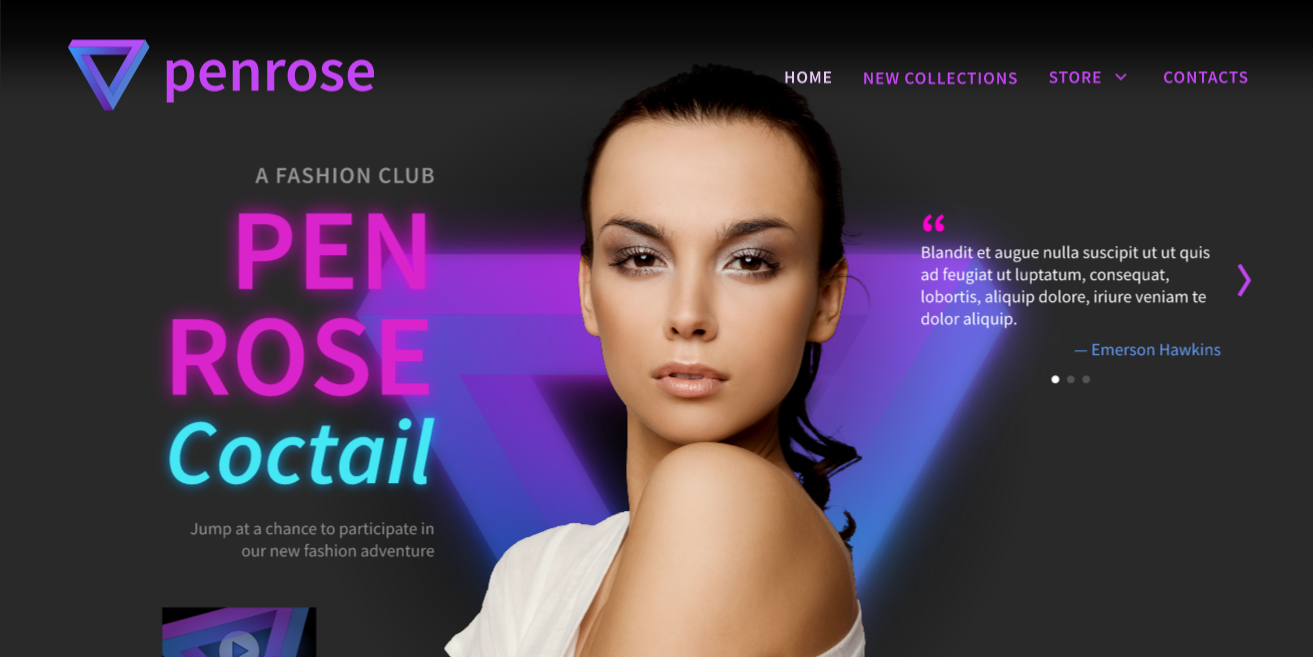 penrose
HOME NEW COLLECTIONS STORE CONTACTS
A FASHION CLUB
PEN
ROSE
Coctail
Jump at a chance to participate in
our new fashion adventure
“
Blandit et augue nulla suscipit ut ut quis
ad feugiat ut luptatum, consequat,
lobortis, aliquip dolore, iriure veniam te
dolor aliquip.
— Emerson Hawkins